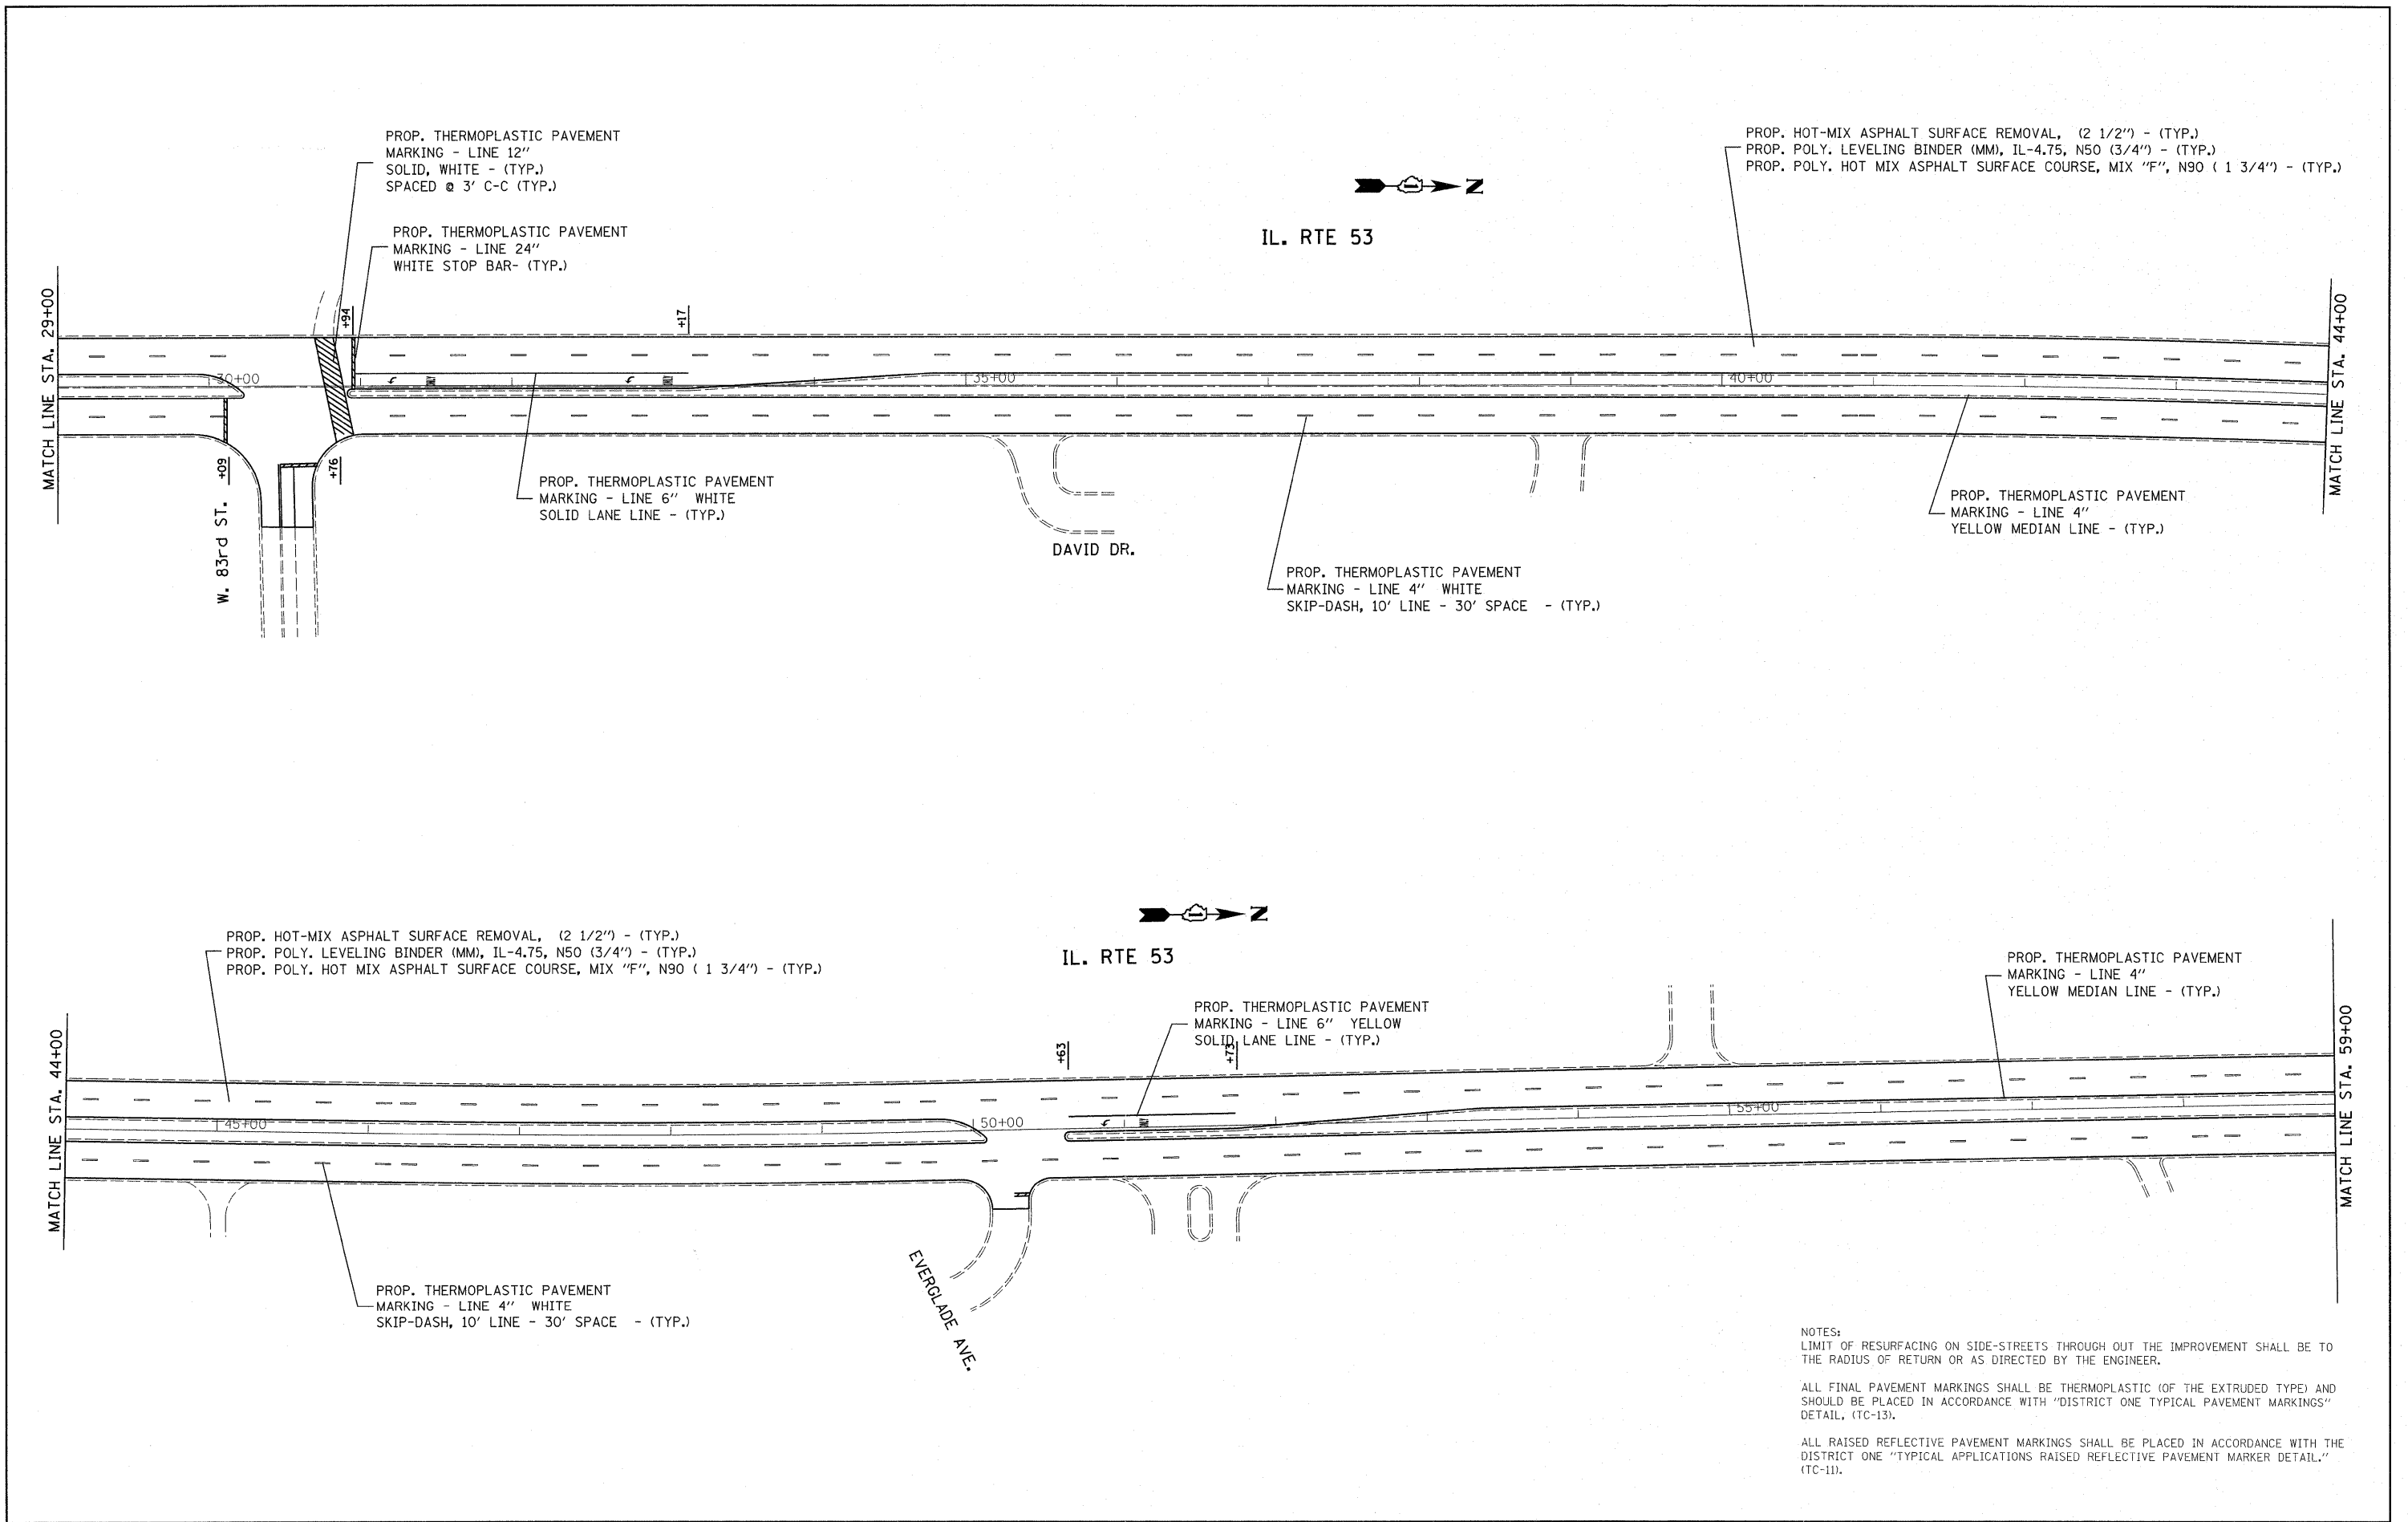 PROP. THERMOPLASTIC PAVEMENT
MARKING - LINE 12"
SOLID, WHITE - (TYP.)
SPACED @ 3' C-C (TYP.)
PROP. THERMOPLASTIC PAVEMENT
MARKING - LINE 24"
WHITE STOP BAR- (TYP.)
PROP. HOT-MIX ASPHALT SURFACE REMOVAL, (2 1/2") - (TYP.)
PROP. POLY. LEVELING BINDER (MM), IL-4.75, N50 (3/4") - (TYP.)
PROP. POLY. HOT MIX ASPHALT SURFACE COURSE, MIX "F", N90 ( 1 3/4") - (TYP.)
N
IL. RTE 53
MATCH LINE STA. 29+00
+94
+17
MATCH LINE STA. 44+00
30+00
35+00
40+00
ONLY
ONLY
+09
+76
W. 83rd ST.
PROP. THERMOPLASTIC PAVEMENT
MARKING - LINE 6" WHITE
SOLID LANE LINE - (TYP.)
DAVID DR.
PROP. THERMOPLASTIC PAVEMENT
MARKING - LINE 4" WHITE
SKIP-DASH, 10' LINE - 30' SPACE - (TYP.)
PROP. THERMOPLASTIC PAVEMENT
MARKING - LINE 4"
YELLOW MEDIAN LINE - (TYP.)
N
IL. RTE 53
PROP. HOT-MIX ASPHALT SURFACE REMOVAL, (2 1/2") - (TYP.)
PROP. POLY. LEVELING BINDER (MM), IL-4.75, N50 (3/4") - (TYP.)
PROP. POLY. HOT MIX ASPHALT SURFACE COURSE, MIX "F", N90 ( 1 3/4") - (TYP.)
PROP. THERMOPLASTIC PAVEMENT
MARKING - LINE 6" YELLOW
SOLID LANE LINE - (TYP.)
PROP. THERMOPLASTIC PAVEMENT
MARKING - LINE 4"
YELLOW MEDIAN LINE - (TYP.)
MATCH LINE STA. 44+00
+63
+73
MATCH LINE STA. 59+00
45+00
50+00
55+00
ONLY
PROP. THERMOPLASTIC PAVEMENT
MARKING - LINE 4" WHITE
SKIP-DASH, 10' LINE - 30' SPACE - (TYP.)
EVERGLADE AVE.
NOTES:
LIMIT OF RESURFACING ON SIDE-STREETS THROUGH OUT THE IMPROVEMENT SHALL BE TO
THE RADIUS OF RETURN OR AS DIRECTED BY THE ENGINEER.
ALL FINAL PAVEMENT MARKINGS SHALL BE THERMOPLASTIC (OF THE EXTRUDED TYPE) AND
SHOULD BE PLACED IN ACCORDANCE WITH "DISTRICT ONE TYPICAL PAVEMENT MARKINGS"
DETAIL, (TC-13).
ALL RAISED REFLECTIVE PAVEMENT MARKINGS SHALL BE PLACED IN ACCORDANCE WITH THE
DISTRICT ONE "TYPICAL APPLICATIONS RAISED REFLECTIVE PAVEMENT MARKER DETAIL."
(TC-11).